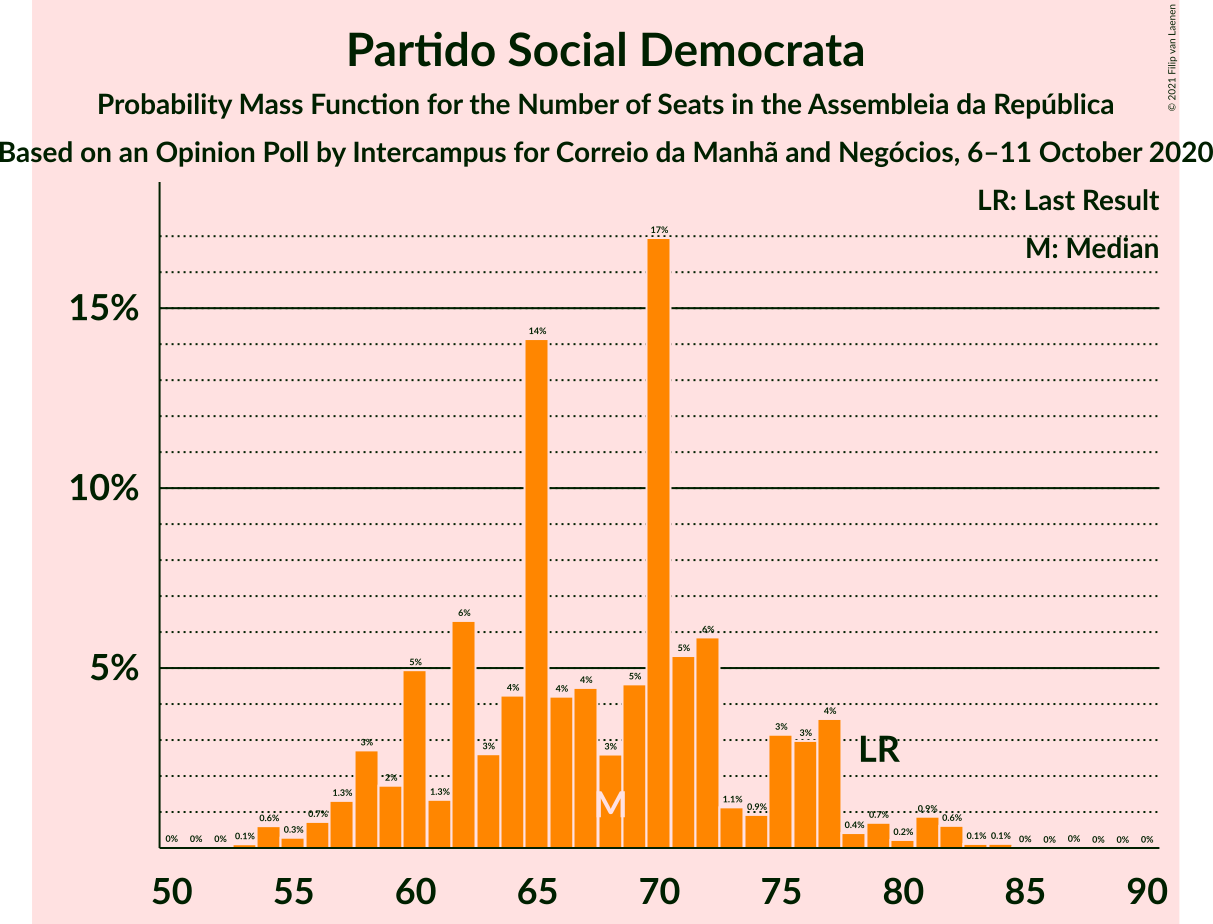 Partido Social Democrata
Probability Mass Function for the Number of Seats in the Assembleia da República
Based on an Opinion Poll by Intercampus for Correio da Manhã and Negócios, 6–11 October 2020
© 2021 Filip van Laenen
LR: Last Result
M: Median
15%
10%
5%
0% 0% 0% 0.1% 0.6% 0.3% 0.7% 1.3% 3% 2% 5% 1.3% 6% 3% 4% 14% 4% 4% 3% 5% 17% 5% 6% 1.1% 0.9% 3% 3% 4% 0.4% 0.7% 0.2% 0.9% 0.6% 0.1% 0.1% 0% 0% 0% 0% 0% 0%
LR
M
50 55 60 65 70 75 80 85 90